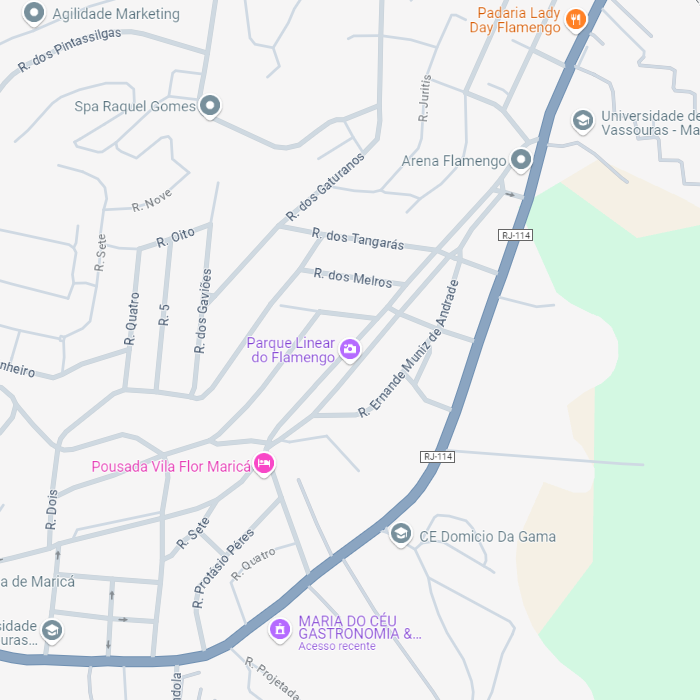 Agilidade Marketing
Padaria Lady
Day Flamengo
R. dos Pintassilgas
R. Juritis
Spa Raquel Gomes
Universidade de
Vassouras - Ma
Arena Flamengo
R. dos Gaturanos
R. Nove
R. Oito
R. Sete
R. dos Tangarás
RJ-114
R. dos Melros
R. dos Gaviões
R. Quatro
R. 5
R. Ernande Muniz de Andrade
Parque Linear
do Flamengo
nheiro
RJ-114
Pousada Vila Flor Maricá
R. Dois
R. Sete
CE Domicio Da Gama
R. Protásio Péres
R. Quatro
a de Maricá
sidade
uras...
MARIA DO CÉU
GASTRONOMIA &...
Acesso recente
R. Projetada
ndola